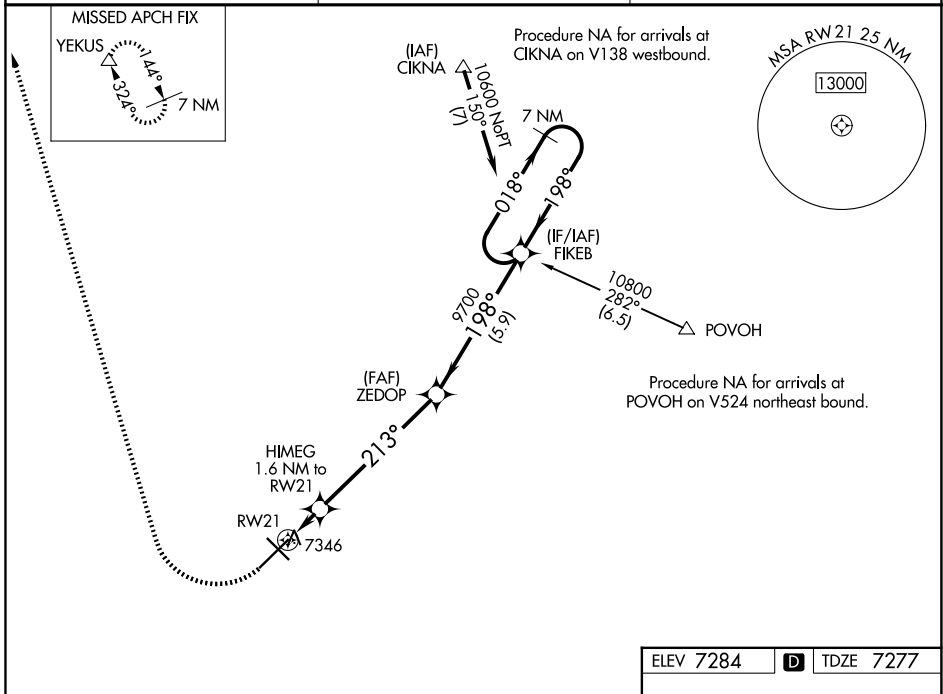 MISSED APCH FIX
YEKUS
144°
324°
7 NM
(IAF)
CIKNA
10600 NoPT
150°
(7)
Procedure NA for arrivals at
CIKNA on V138 westbound.
MSA RW 21 25 NM
13000
7 NM
018°
198°
(IF/IAF)
FIKEB
10800
282°
(6.5)
POVOH
9700
198°
(5.9)
Procedure NA for arrivals at
POVOH on V524 northeast bound.
(FAF)
ZEDOP
213°
HIMEG
1.6 NM to
RW21
RW21
7346
ELEV 7284 D TDZE 7277